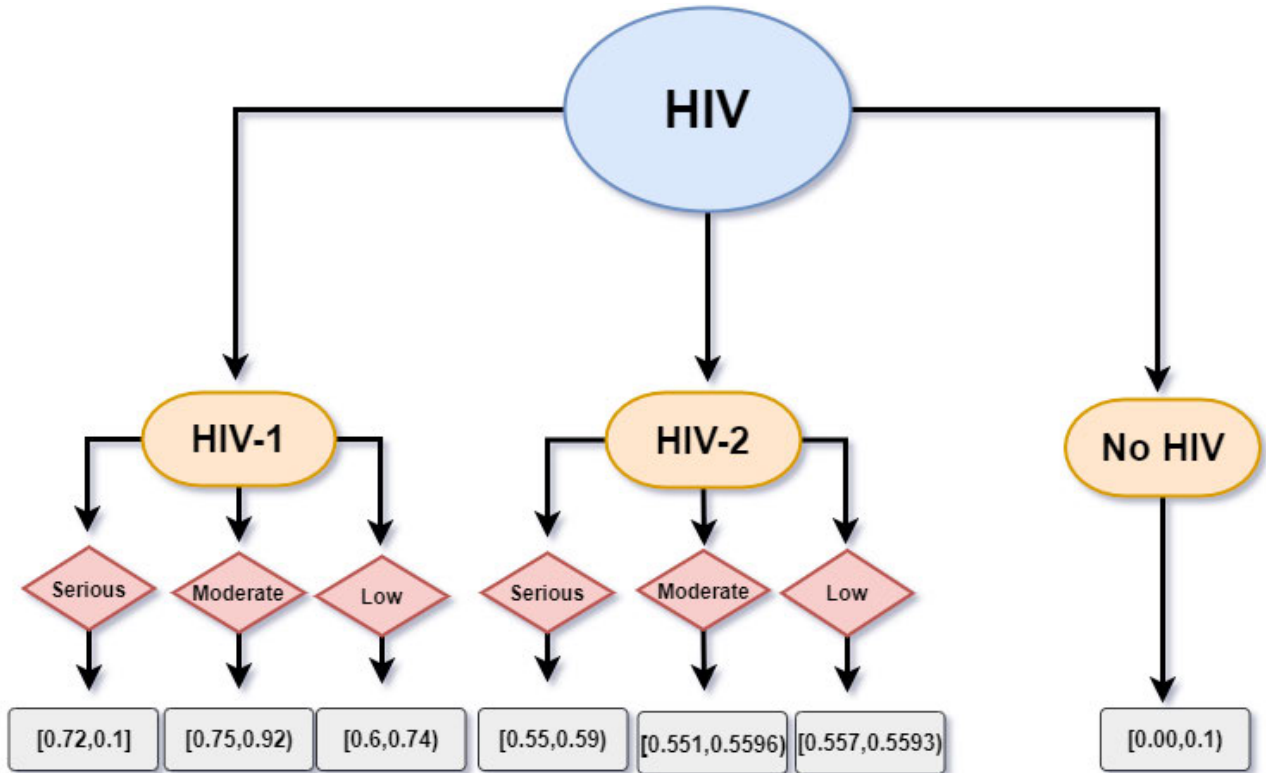 HIV
HIV-1
HIV-2
No HIV
Serious
Moderate
Low
Serious
Moderate
Low
[0.72,0.1]
[0.75,0.92)
[0.6,0.74)
[0.55,0.59)
[0.551,0.5596)
[0.557,0.5593)
[0.00,0.1)